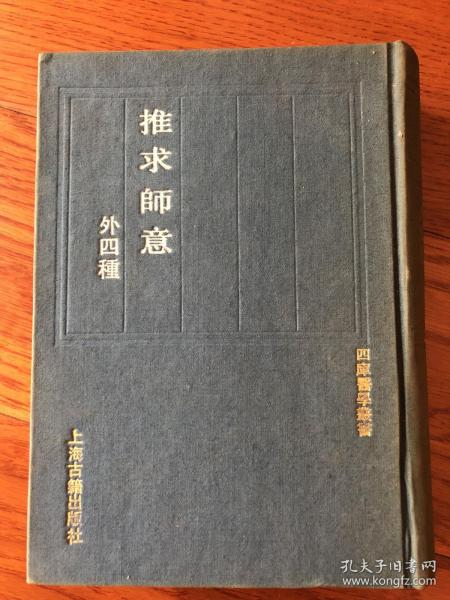 四庫醫學叢書
推求師意
外四種
上海古籍出版社
孔夫子旧书网
www.kongfz.com